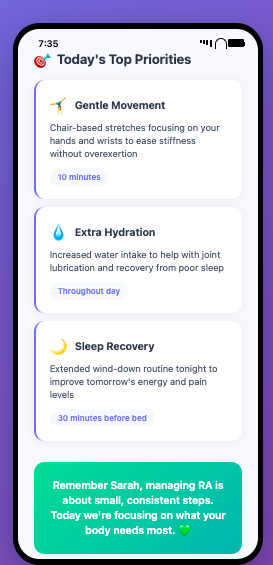 7:35
🎯 Today's Top Priorities
🤸 Gentle Movement
Chair-based stretches focusing on your
hands and wrists to ease stiffness
without overexertion
10 minutes
💧 Extra Hydration
Increased water intake to help with joint
lubrication and recovery from poor sleep
Throughout day
🌙 Sleep Recovery
Extended wind-down routine tonight to
improve tomorrow's energy and pain
levels
30 minutes before bed
Remember Sarah, managing RA is
about small, consistent steps.
Today we're focusing on what your
body needs most. 💚